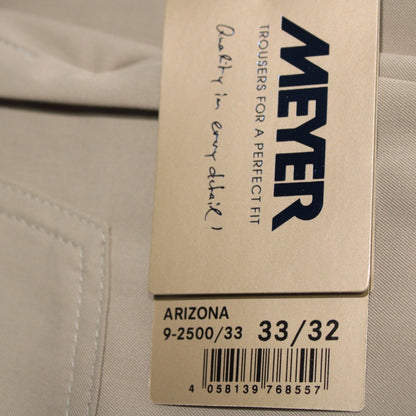 MEYER
TROUSERS FOR A PERFECT FIT
Quality in every detail!
ARIZONA
9-2500/33 33/32
4 058139 768557